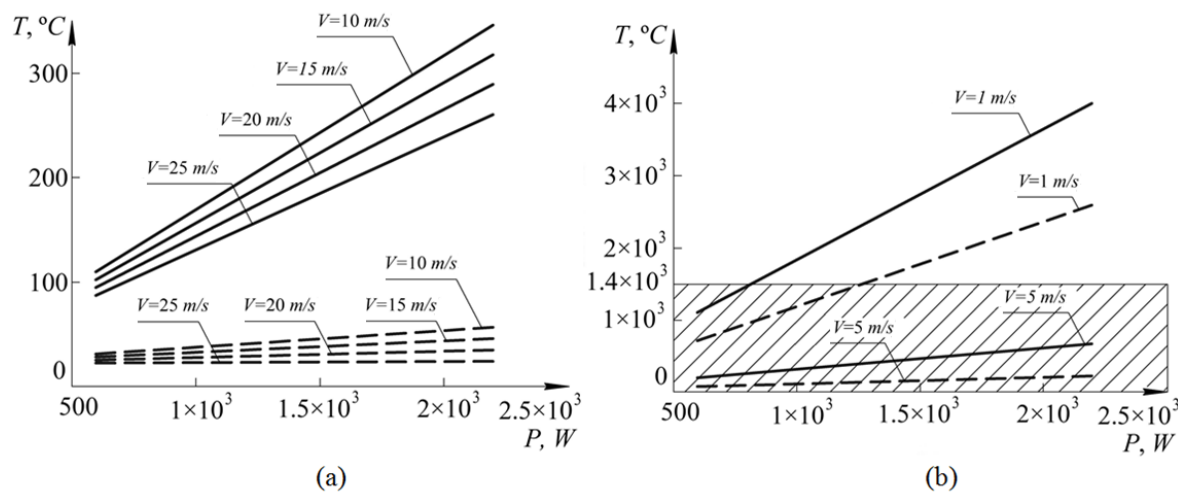 T, ºC
300
200
100
0
V=10 m/s
V=15 m/s
V=20 m/s
V=25 m/s
V=10 m/s
V=25 m/s
V=20 m/s
V=15 m/s
500
1×10³
1.5×10³
2×10³
2.5×10³
P, W
(a)
T, ºC
4×10³
3×10³
2×10³
1.4×10³
1×10³
0
V=1 m/s
V=1 m/s
V=5 m/s
V=5 m/s
500
1×10³
1.5×10³
2×10³
2.5×10³
P, W
(b)